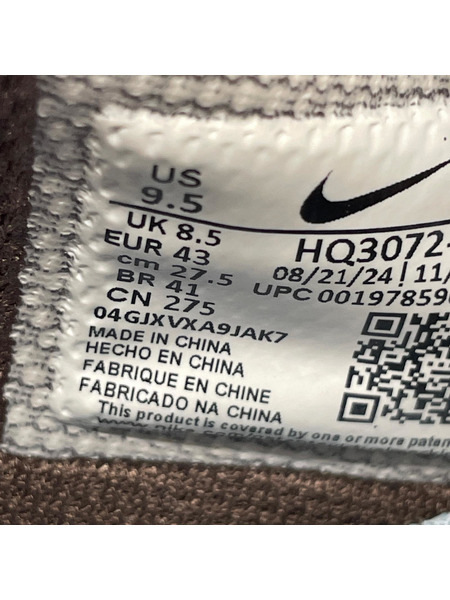 US
9.5
UK 8.5
EUR 43
cm 27.5
BR 41
CN 275
04GJXVXA9JAK7
MADE IN CHINA
HECHO EN CHINA
FABRIQUE EN CHINE
FABRICADO NA CHINA
This product is covered by one or more paten
HQ3072-
08/21/24 | 11/
UPC 00197859